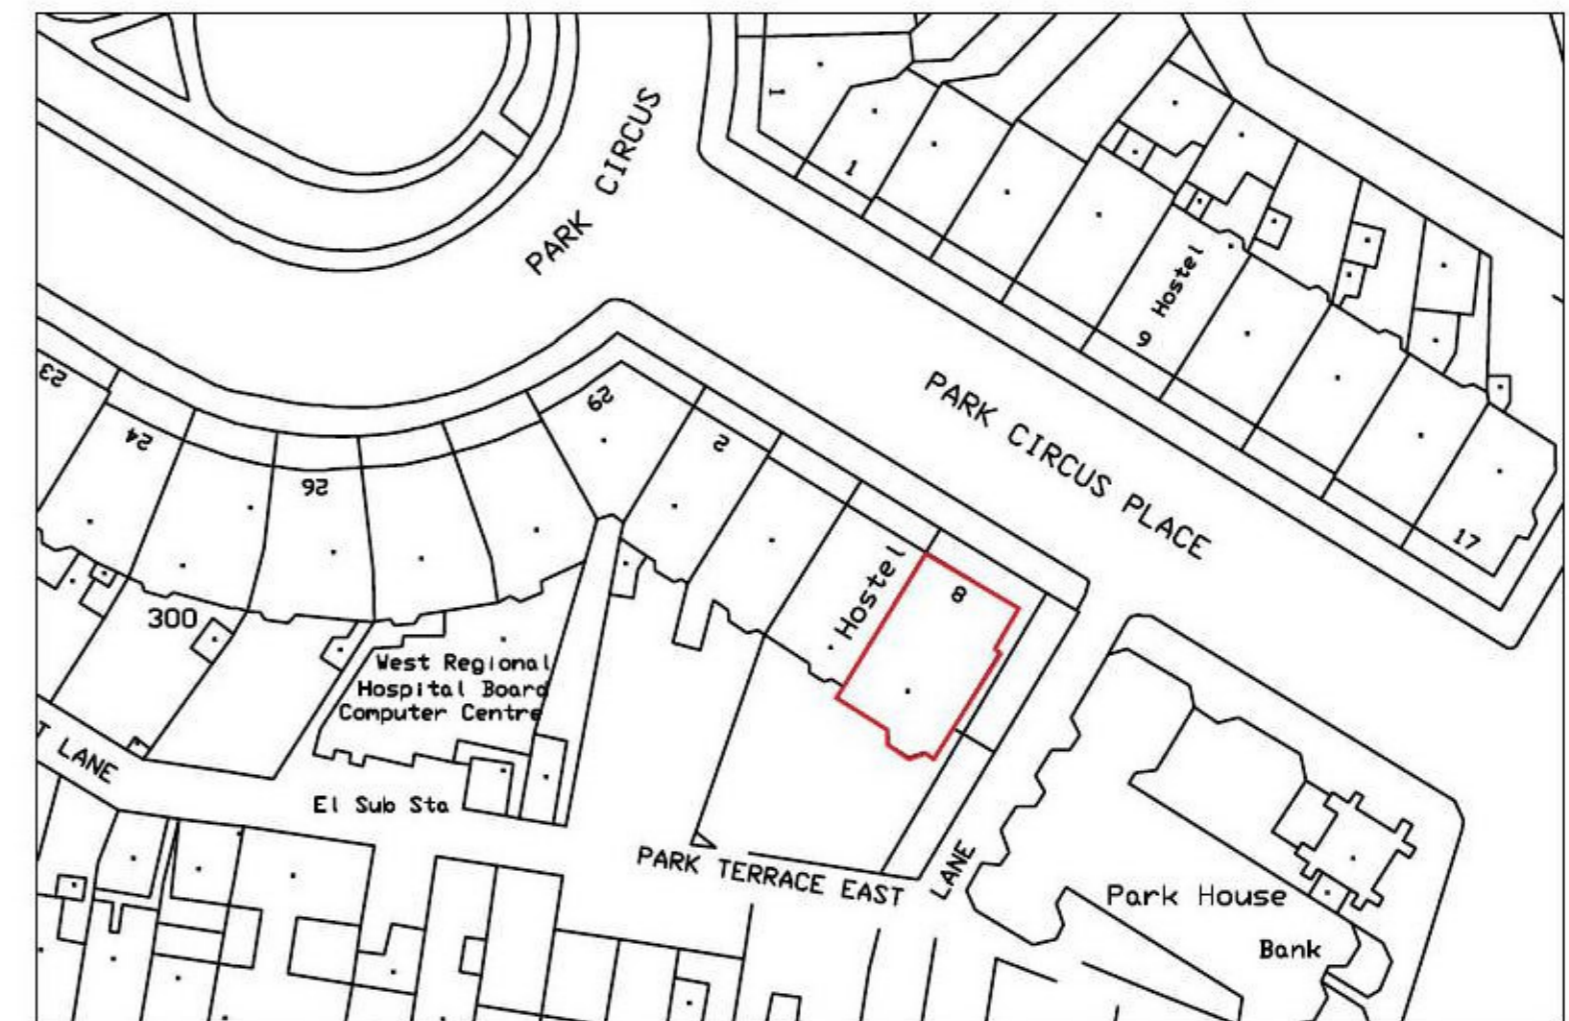 1
1
PARK CIRCUS
Hostel
9
23
24
26
29
2
PARK CIRCUS PLACE
17
Hostel
8
300
West Regional
Hospital Board
Computer Centre
T LANE
El Sub Sta
PARK TERRACE EAST LANE
Park House
Bank